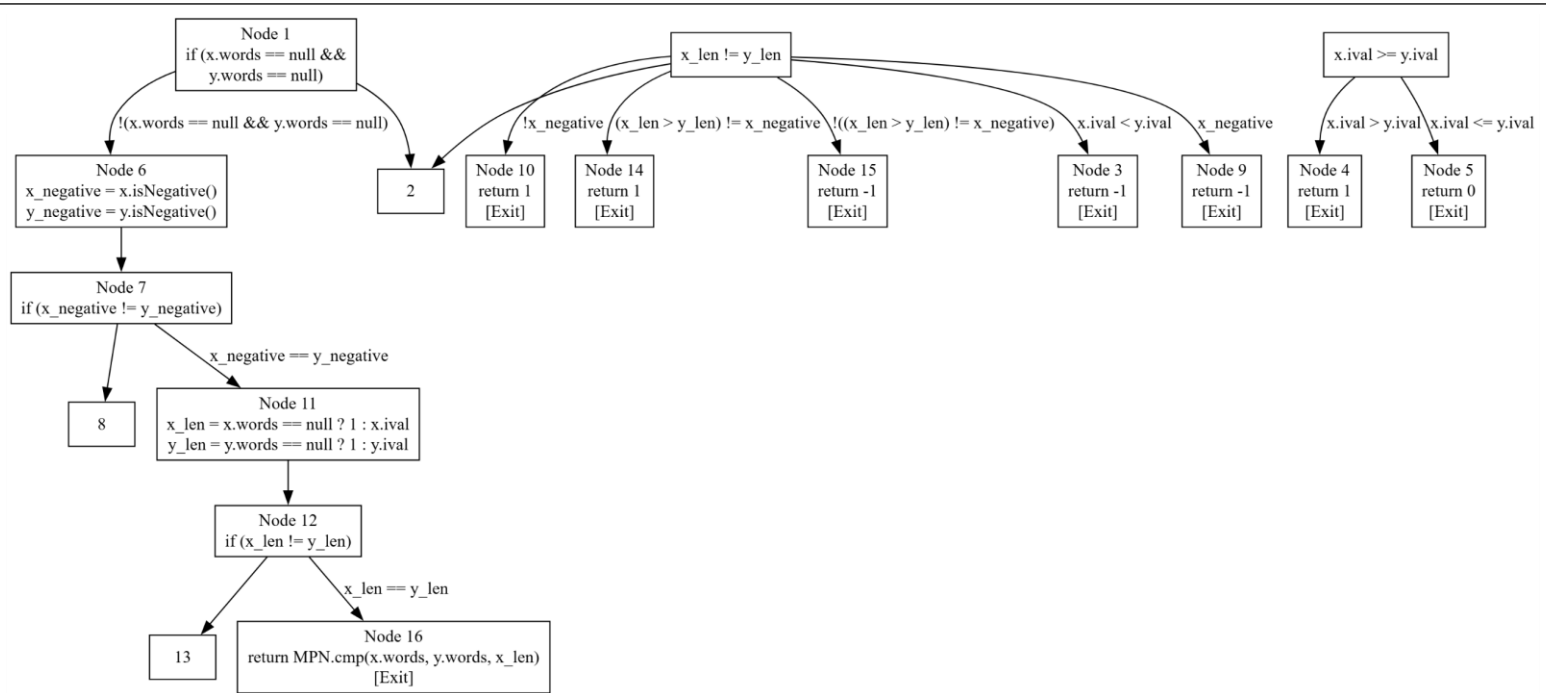 Node 1
if (x.words == null &&
y.words == null)
x_len != y_len
x.ival >= y.ival
!(x.words == null && y.words == null)
!x_negative
(x_len > y_len) != x_negative
!((x_len > y_len) != x_negative)
x.ival < y.ival
x_negative
x.ival > y.ival
x.ival <= y.ival
Node 6
x_negative = x.isNegative()
y_negative = y.isNegative()
2
Node 10
return 1
[Exit]
Node 14
return 1
[Exit]
Node 15
return -1
[Exit]
Node 3
return -1
[Exit]
Node 9
return -1
[Exit]
Node 4
return 1
[Exit]
Node 5
return 0
[Exit]
Node 7
if (x_negative != y_negative)
x_negative == y_negative
8
Node 11
x_len = x.words == null ? 1 : x.ival
y_len = y.words == null ? 1 : y.ival
Node 12
if (x_len != y_len)
x_len == y_len
13
Node 16
return MPN.cmp(x.words, y.words, x_len)
[Exit]